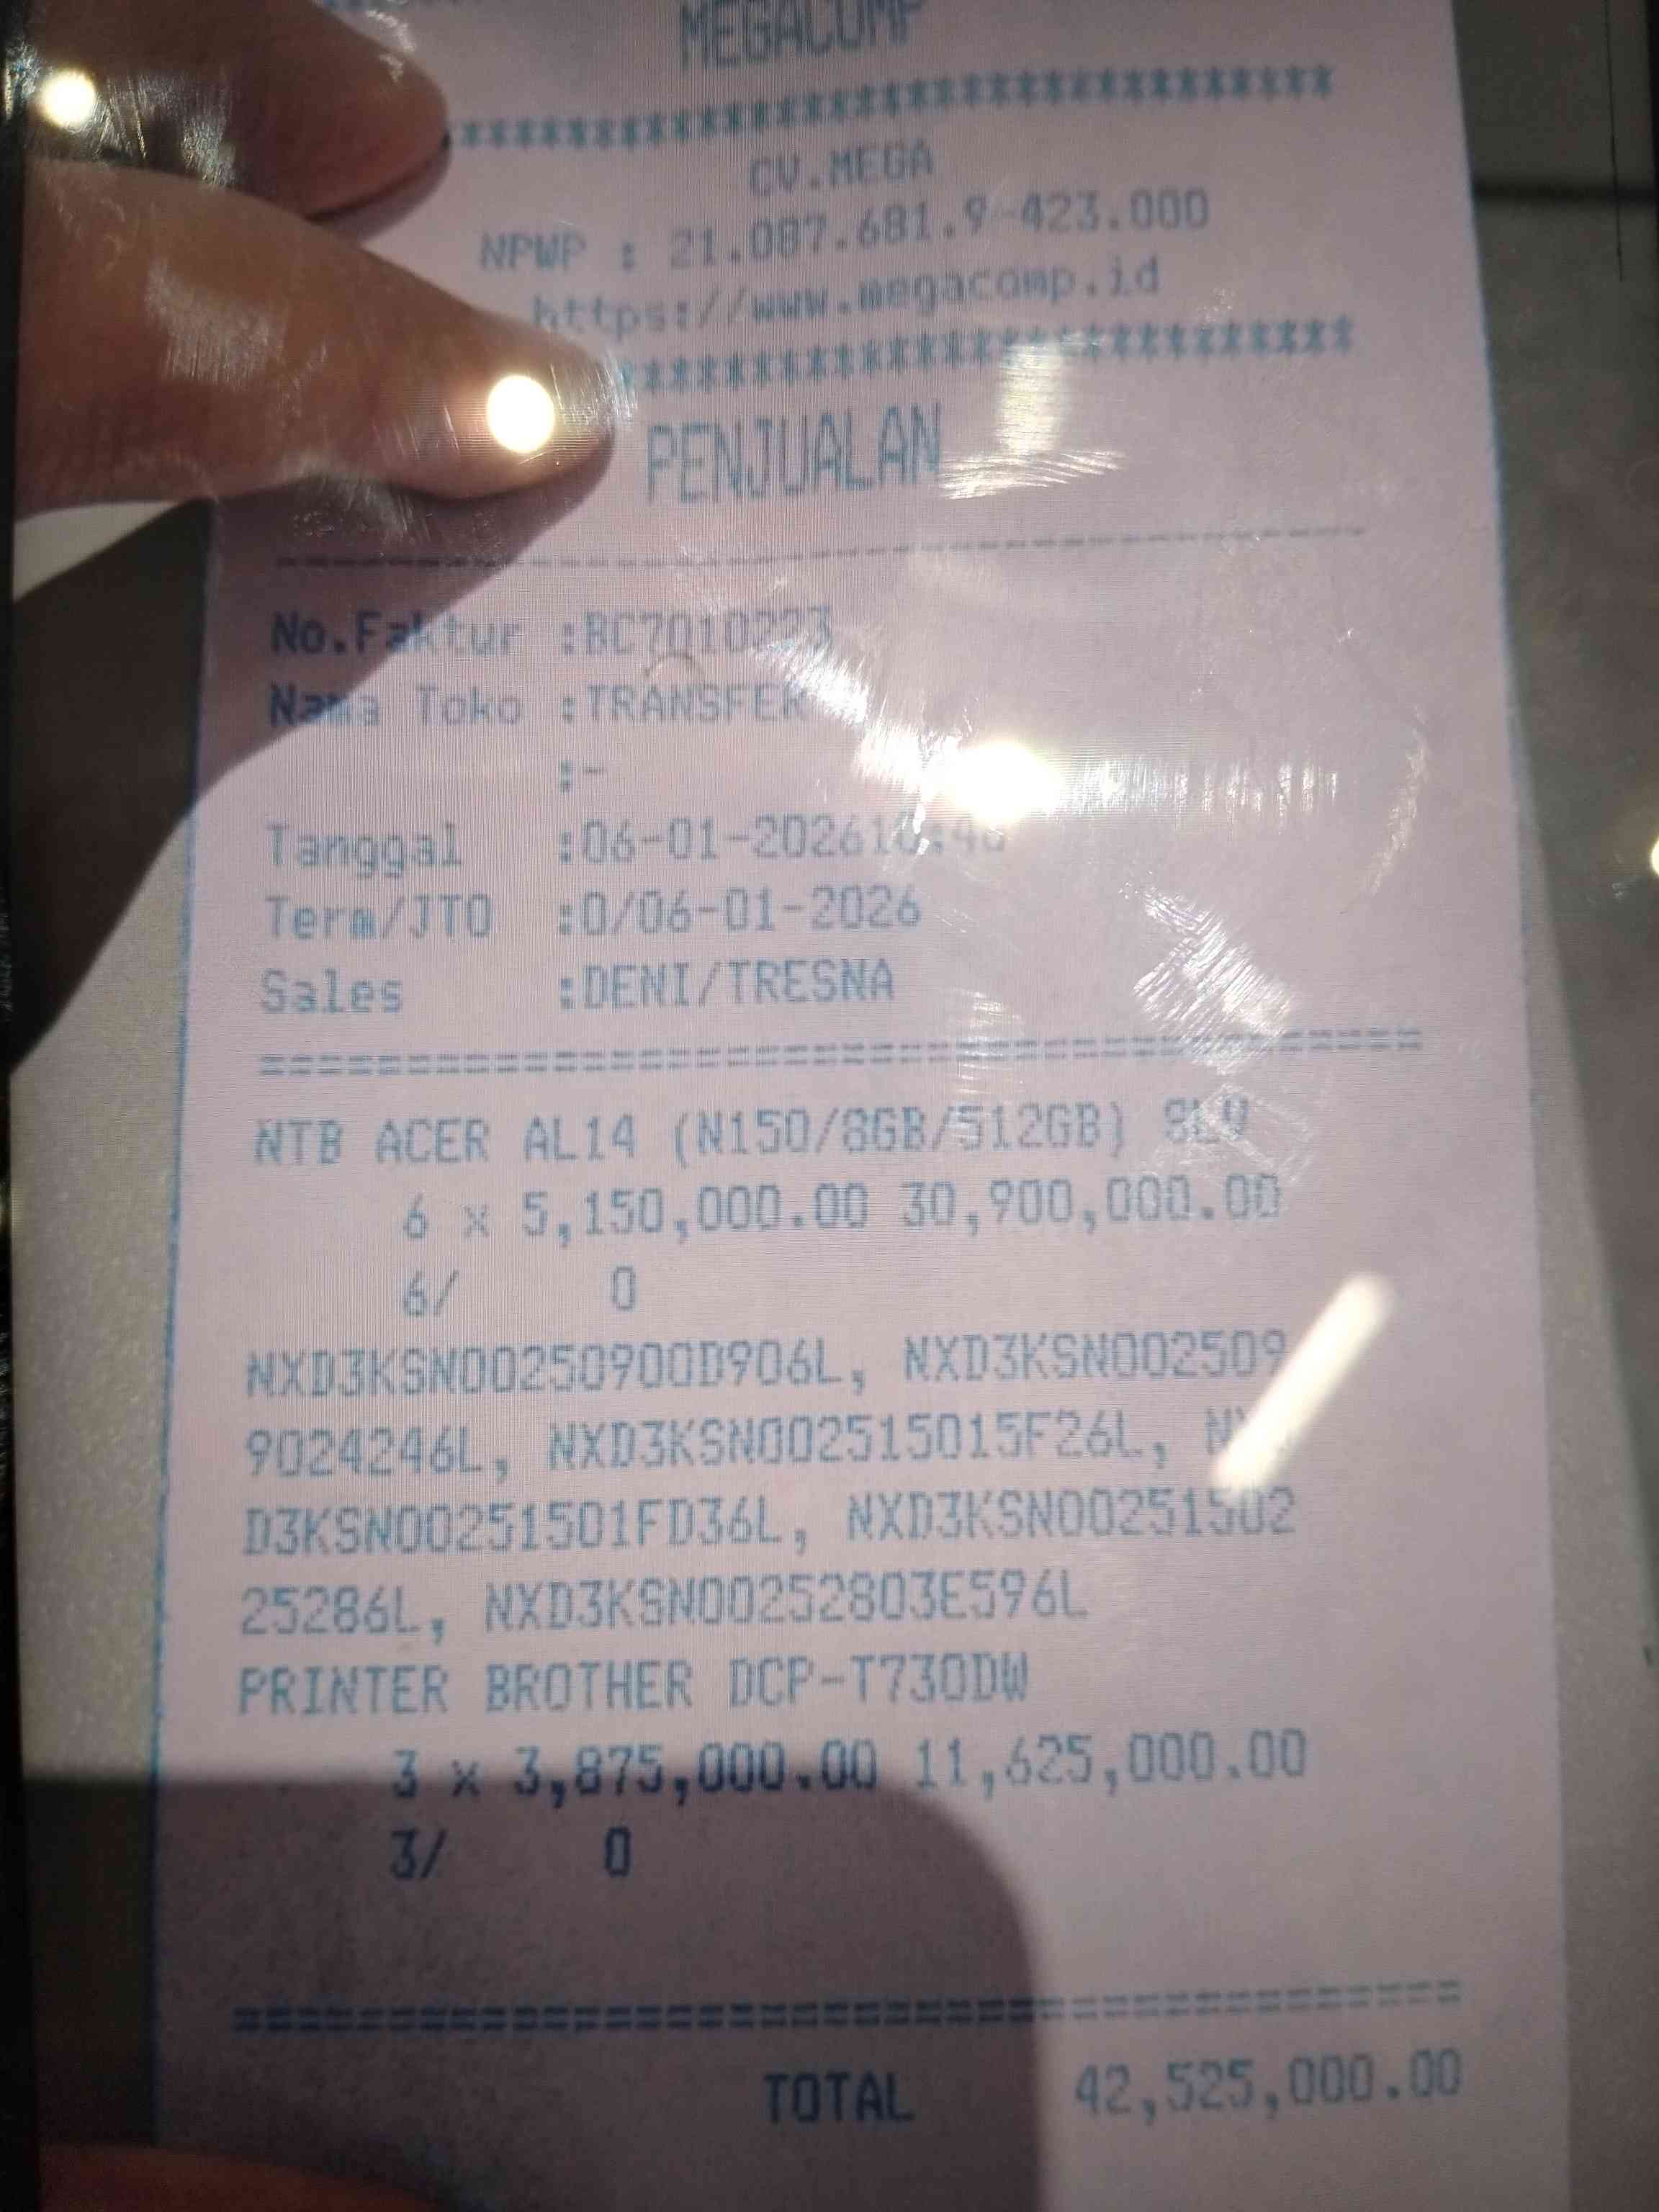 MEGACOMP
*********************************
CV.MEGA
NPWP : 21.087.681.9-423.000
https://www.megacomp.id
***************************
PENJUALAN
No.Faktur :BC7010223
Nama Toko :TRANSFER
:-
Tanggal :06-01-2026
Term/JTO :0/06-01-2026
Sales :DENI/TRESNA
NTB ACER AL14 (N150/8GB/512GB) SLV
6 x 5,150,000.00 30,900,000.00
6/ 0
NXD3KSN00250900D906L, NXD3KSN002509
9024246L, NXD3KSN002515015F26L,
D3KSN00251501FD36L, NXD3KSN00251502
25286L, NXD3KSN00252803E596L
PRINTER BROTHER DCP-T730DW
3 x 3,875,000.00 11,625,000.00
3/ 0
TOTAL 42,525,000.00